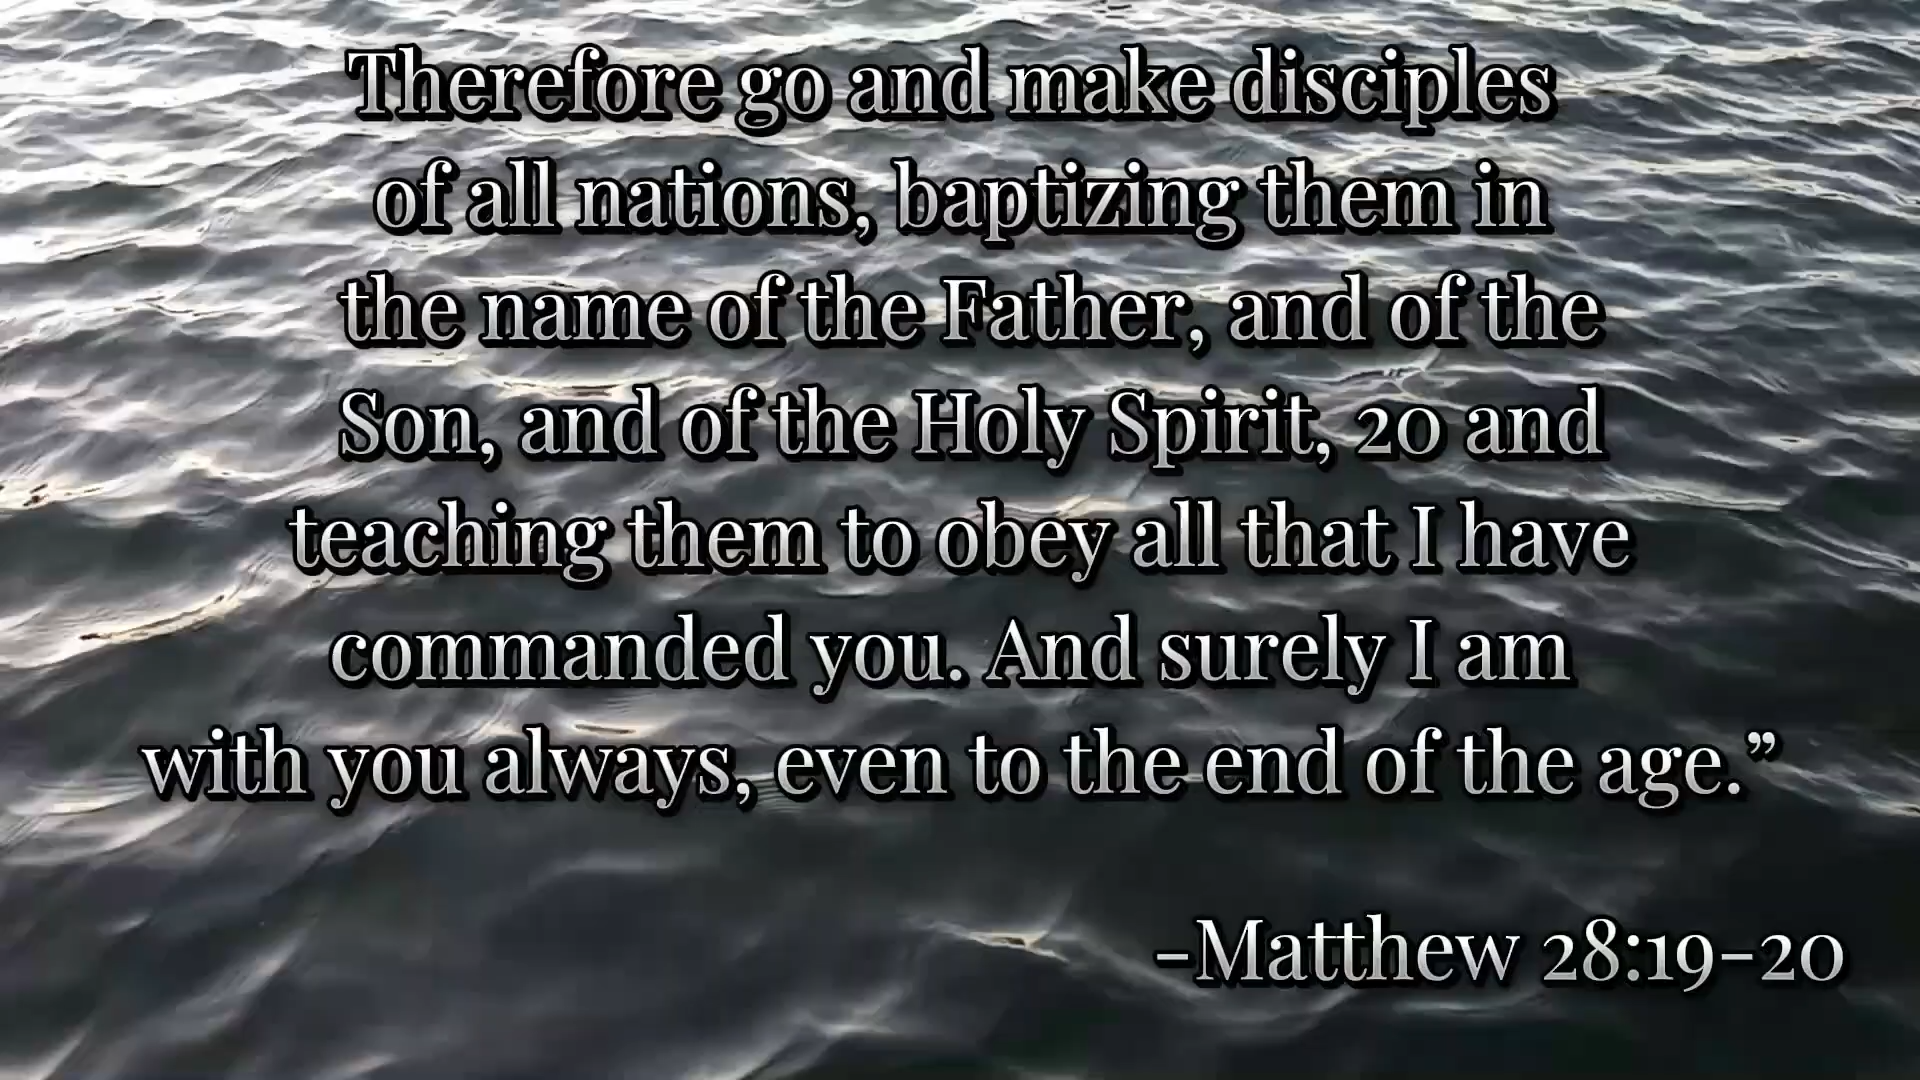 Therefore go and make disciples
of all nations, baptizing them in
the name of the Father, and of the
Son, and of the Holy Spirit, 20 and
teaching them to obey all that I have
commanded you. And surely I am
with you always, even to the end of the age.”
-Matthew 28:19-20